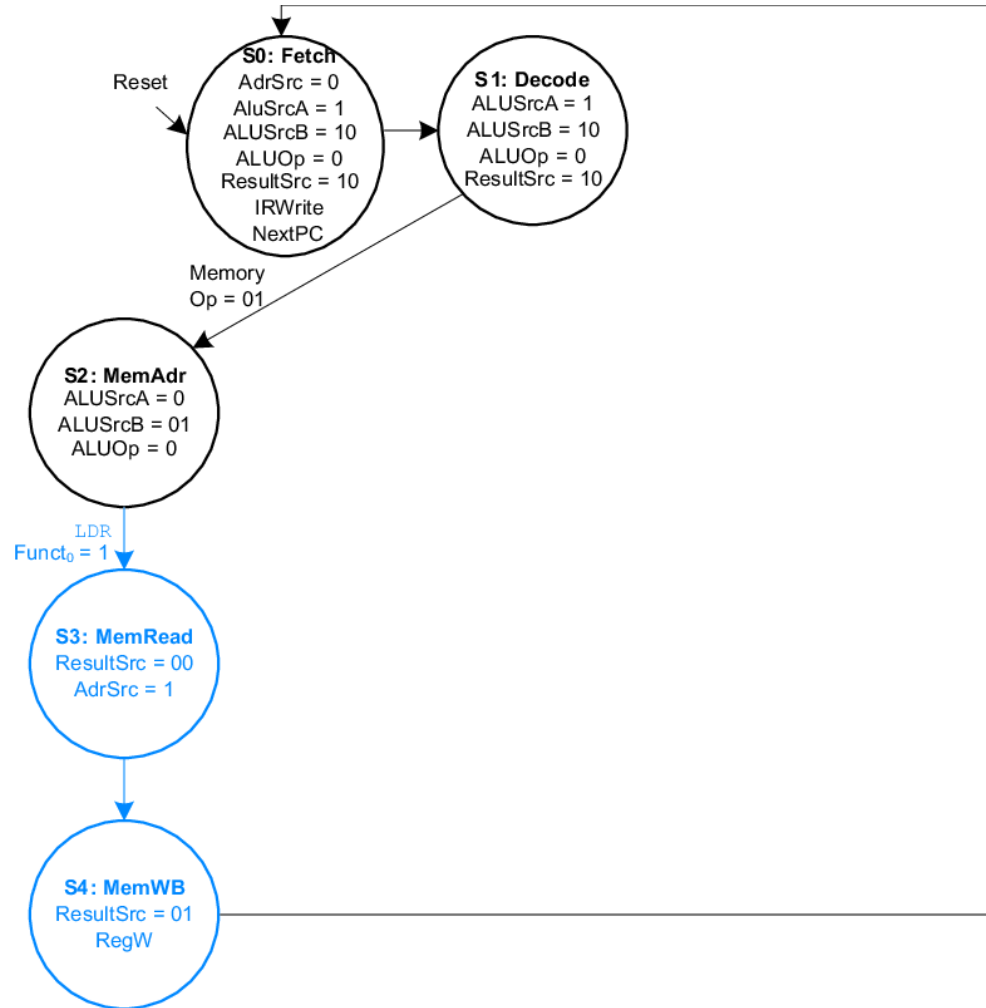 Reset
S0: Fetch
AdrSrc = 0
AluSrcA = 1
ALUSrcB = 10
ALUOp = 0
ResultSrc = 10
IRWrite
NextPC
S1: Decode
ALUSrcA = 1
ALUSrcB = 10
ALUOp = 0
ResultSrc = 10
Memory
Op = 01
S2: MemAdr
ALUSrcA = 0
ALUSrcB = 01
ALUOp = 0
LDR
Funct₀ = 1
S3: MemRead
ResultSrc = 00
AdrSrc = 1
S4: MemWB
ResultSrc = 01
RegW